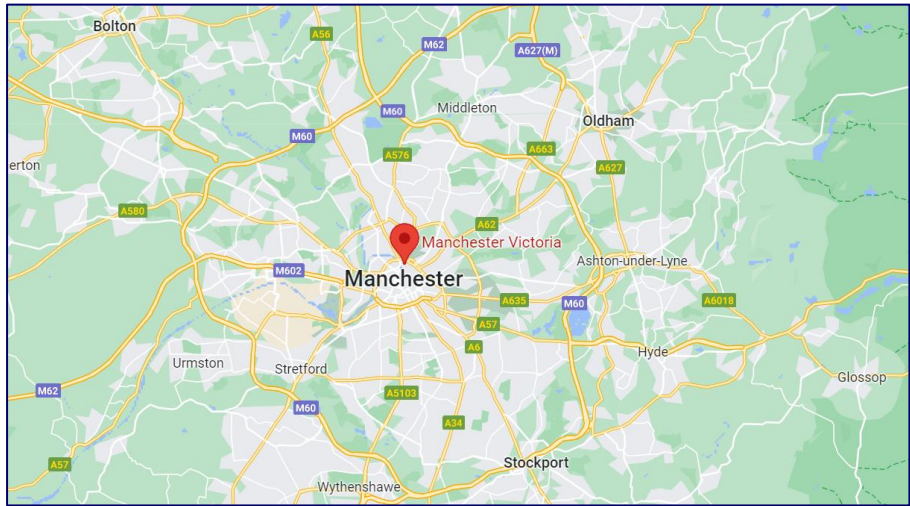 Bolton
A56
M62
A627(M)
M60
Middleton
Oldham
M60
A576
A663
erton
A627
A580
A62
Manchester Victoria
Ashton-under-Lyne
M602
Manchester
A635
M60
A6018
A57
A6
Hyde
Urmston
Stretford
Glossop
M62
A5103
M60
A34
A57
Stockport
Wythenshawe